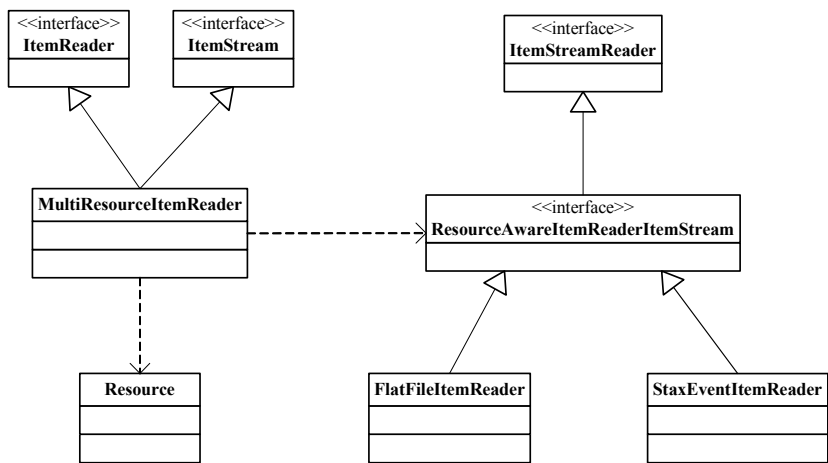 <<interface>>
ItemReader
<<interface>>
ItemStream
<<interface>>
ItemStreamReader
MultiResourceItemReader
<<interface>>
ResourceAwareItemReaderItemStream
Resource
FlatFileItemReader
StaxEventItemReader